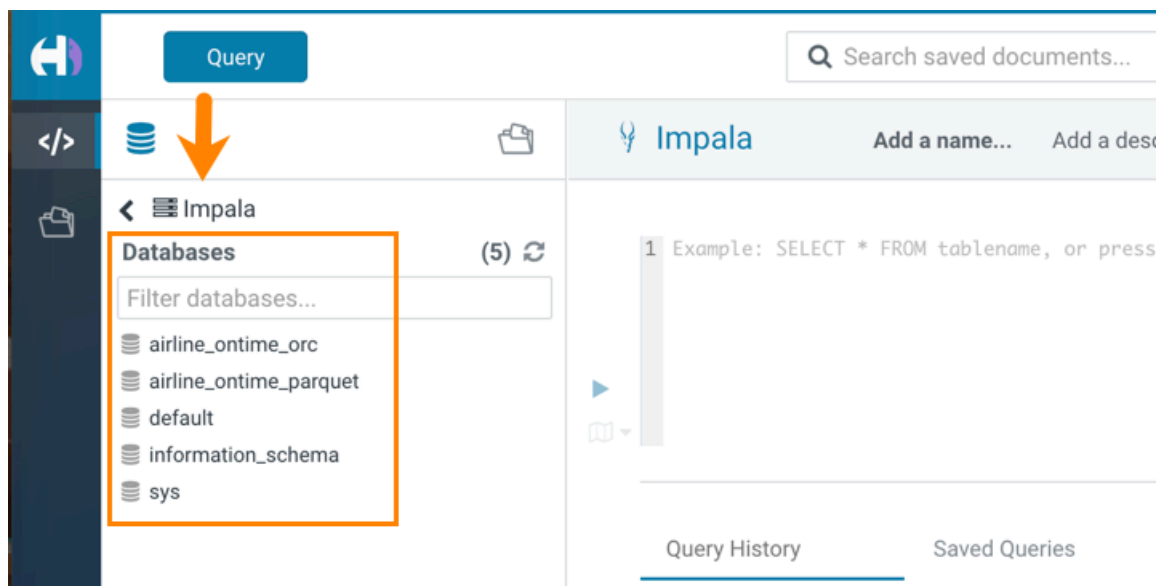 Query
Search saved documents...
</>
Impala
Add a name...
Add a desc
Impala
Databases
(5)
Filter databases...
airline_ontime_orc
airline_ontime_parquet
default
information_schema
sys
1 Example: SELECT * FROM tablename, or press
Query History
Saved Queries